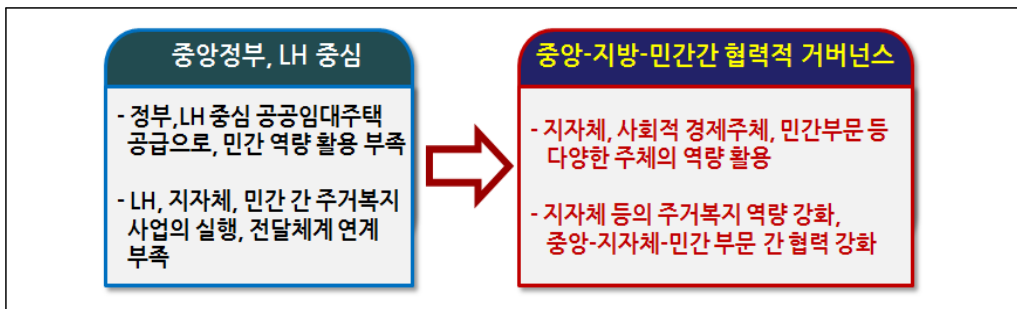 중앙정부, LH 중심
- 정부,LH 중심 공공임대주택
공급으로, 민간 역량 활용 부족
- LH, 지자체, 민간 간 주거복지
사업의 실행, 전달체계 연계
부족
중앙-지방-민간간 협력적 거버넌스
- 지자체, 사회적 경제주체, 민간부문 등
다양한 주체의 역량 활용
- 지자체 등의 주거복지 역량 강화,
중앙-지자체-민간 부문 간 협력 강화